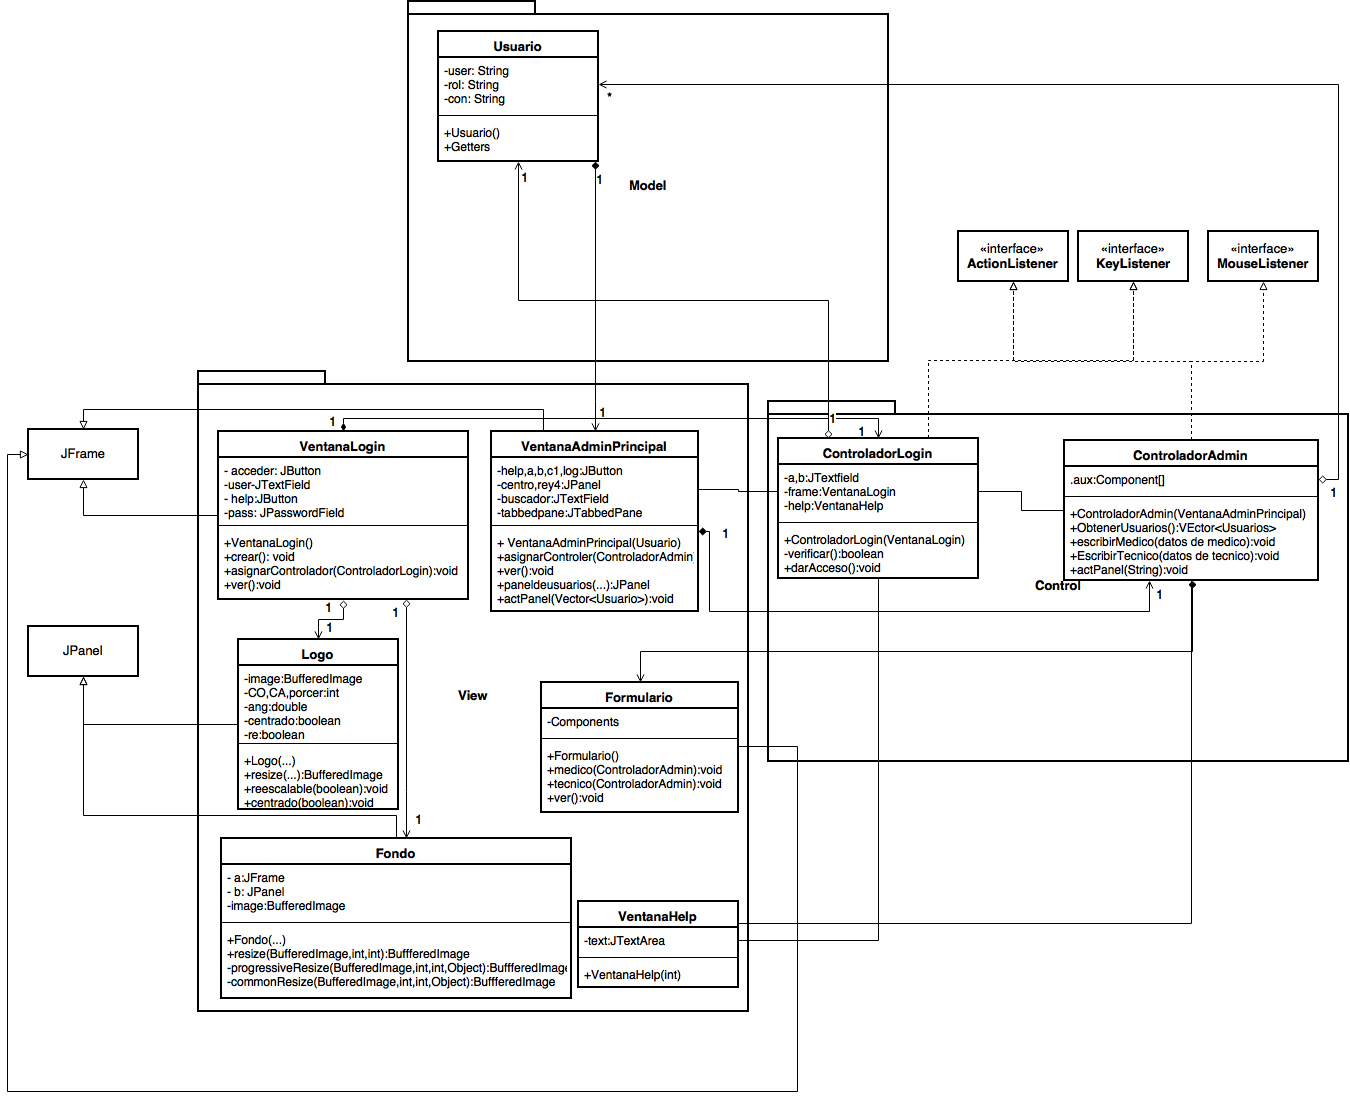 Usuario
-user: String
-rol: String
-con: String
+Usuario()
+Getters
*
1
1
Model
«interface»
ActionListener
«interface»
KeyListener
«interface»
MouseListener
JFrame
1
VentanaLogin
- acceder: JButton
-user-JTextField
- help:JButton
-pass: JPasswordField
+VentanaLogin()
+crear(): void
+asignarControlador(ControladorLogin):void
+ver():void
1
VentanaAdminPrincipal
-help,a,b,c1,log:JButton
-centro,rey4:JPanel
-buscador:JTextField
-tabbedpane:JTabbedPane
+ VentanaAdminPrincipal(Usuario)
+asignarControler(ControladorAdmin
+ver():void
+paneldeusuarios(...):JPanel
+actPanel(Vector<Usuario>):void
1
1
1
ControladorLogin
-a,b:JTextfield
-frame:VentanaLogin
-help:VentanaHelp
+ControladorLogin(VentanaLogin)
-verificar():boolean
+darAcceso():void
ControladorAdmin
.aux:Component[]
+ControladorAdmin(VentanaAdminPrincipal)
+ObtenerUsuarios():VEctor<Usuarios>
+escribirMedico(datos de medico):void
+EscribirTecnico(datos de tecnico):void
+actPanel(String):void
1
Control
1
1
1
1
JPanel
Logo
-image:BufferedImage
-CO,CA,porcer:int
-ang:double
-centrado:boolean
-re:boolean
+Logo(...)
+resize(...):BufferedImage
+reescalable(boolean):void
+centrado(boolean):void
View
Formulario
-Components
+Formulario()
+medico(ControladorAdmin):void
+tecnico(ControladorAdmin):void
+ver():void
1
Fondo
- a:JFrame
- b: JPanel
-image:BufferedImage
+Fondo(...)
+resize(BufferedImage,int,int):BuffferedImage
-progressiveResize(BufferedImage,int,int,Object):BuffferedImage
-commonResize(BufferedImage,int,int,Object):BuffferedImage
VentanaHelp
-text:JTextArea
+VentanaHelp(int)